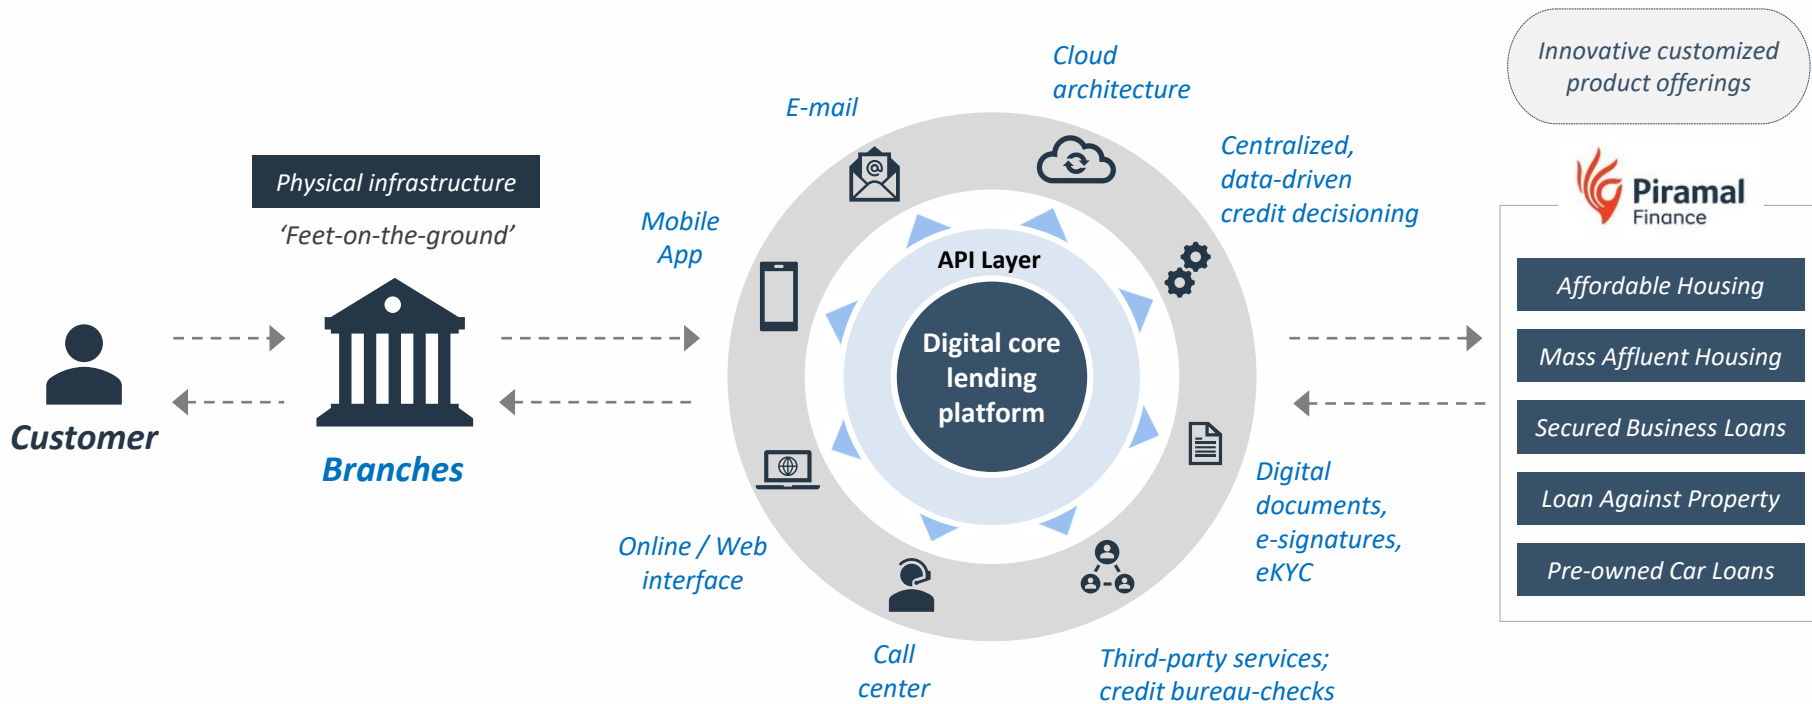 Physical infrastructure
‘Feet-on-the-ground’
Customer
Branches
E-mail
Mobile
App
Online / Web
interface
Call
center
Cloud
architecture
Centralized,
data-driven
credit decisioning
@
API Layer
Digital core
lending
platform
Digital
documents,
e-signatures,
eKYC
Third-party services;
credit bureau-checks
Innovative customized
product offerings
Piramal
Finance
Affordable Housing
Mass Affluent Housing
Secured Business Loans
Loan Against Property
Pre-owned Car Loans